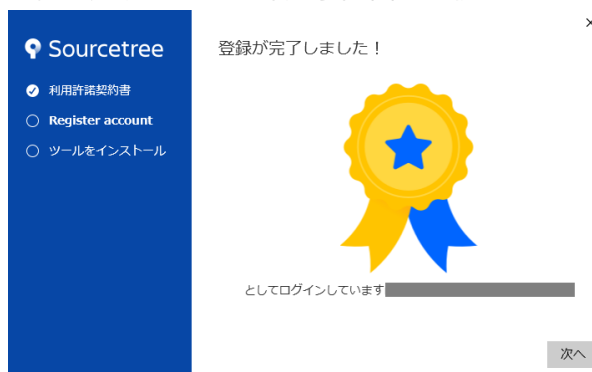 Sourcetree
利用許諾契約書
Register account
ツールをインストール
登録が完了しました！
としてログインしています
次へ